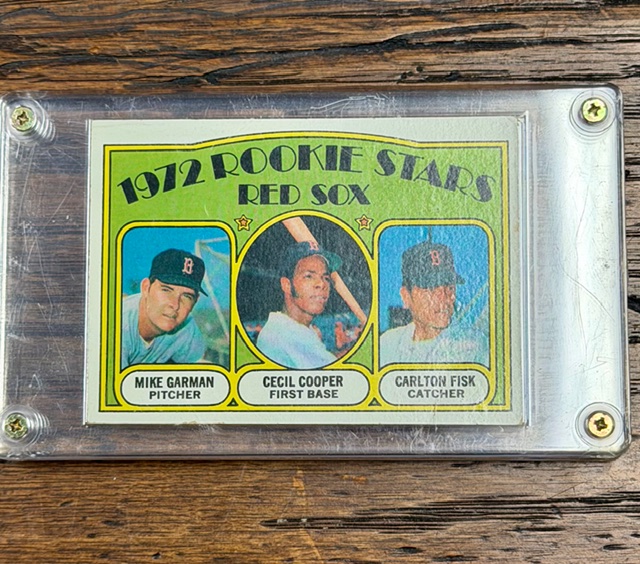 1972 ROOKIE STARS
RED SOX
B
B
MIKE GARMAN
PITCHER
CECIL COOPER
FIRST BASE
CARLTON FISK
CATCHER